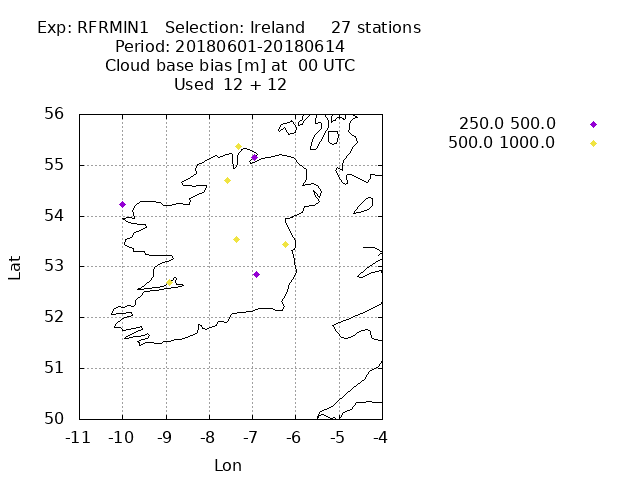 Exp: RFRMIN1   Selection: Ireland     27 stations
Period: 20180601-20180614
Cloud base bias [m] at  00 UTC
Used  12 + 12
250.0 500.0
500.0 1000.0
56
55
54
53
52
51
50
Lat
-11 -10 -9 -8 -7 -6 -5 -4
Lon